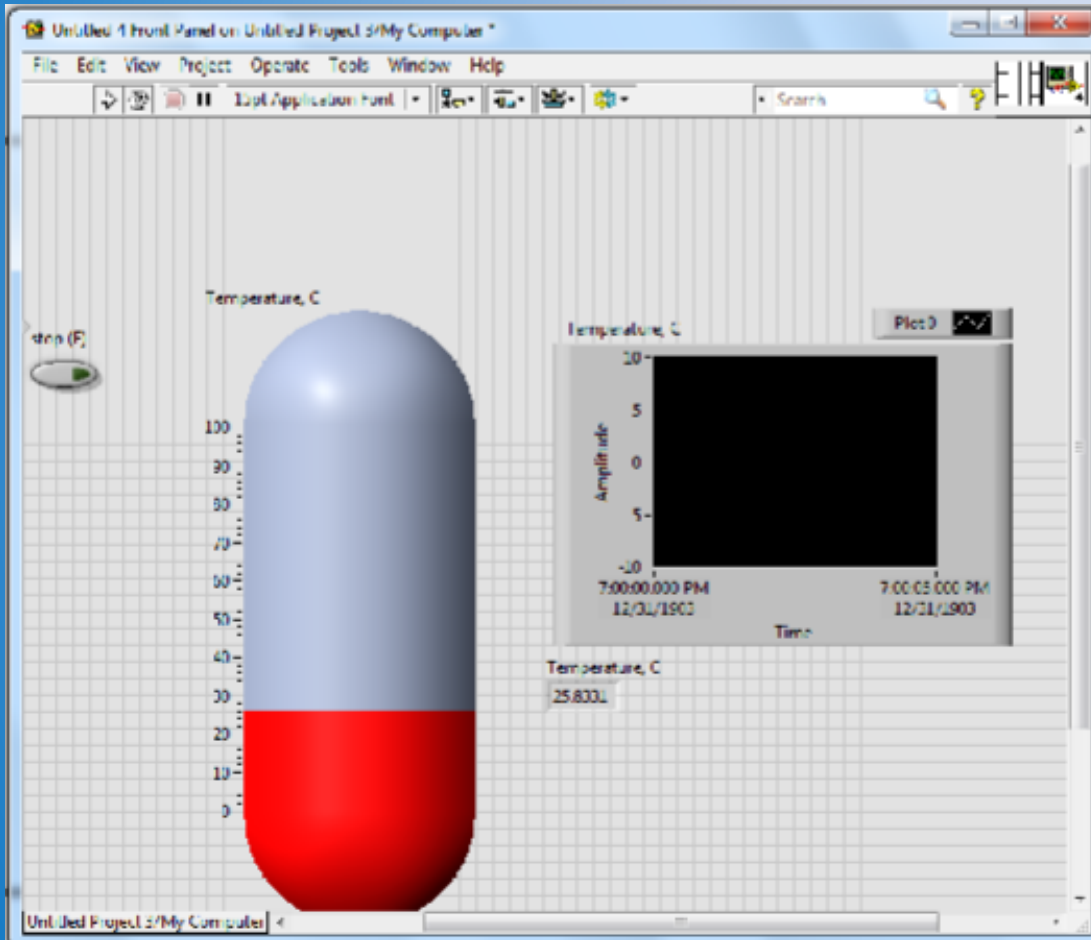 Untitled 4 Front Panel on Untitled Project 3/My Computer *
File Edit View Project Operate Tools Window Help
Application Font
Search
Temperature, C
stop (F)
100
90
80
70
60
50
40
30
20
10
0
Temperature, C
Plot 0
Amplitude
10
5
0
5
-10
7:00:00.000 PM
12/31/1903
7:00:05.000 PM
12/31/1903
Time
Temperature, C
25.8331
Untitled Project 3/My Computer